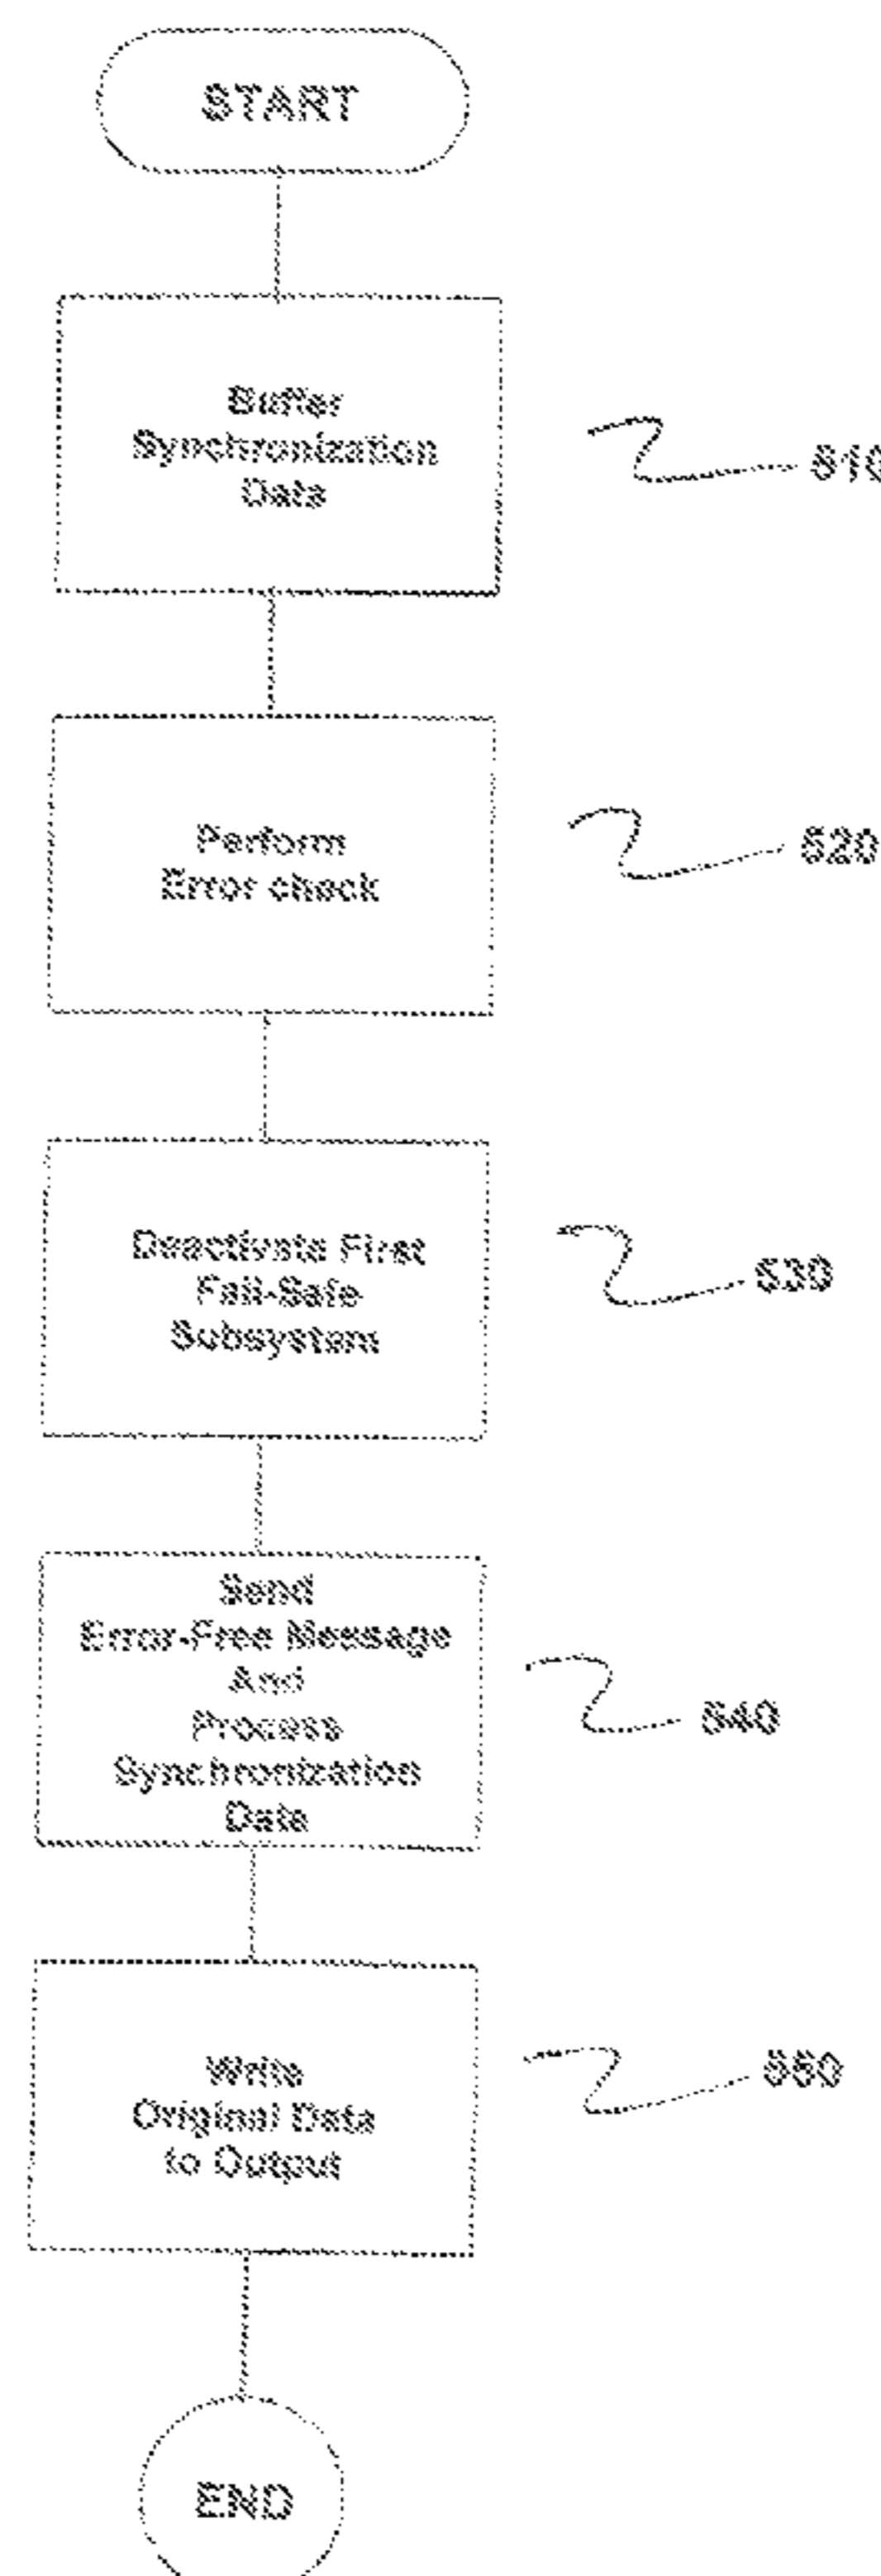 START
Buffer
Synchronization
Data
510
Perform
Error check
520
Deactivate First
Fail-Safe
Subsystem
530
Send
Error-Free Message
And
Process
Synchronization
Data
540
Write
Original Data
to Output
550
END